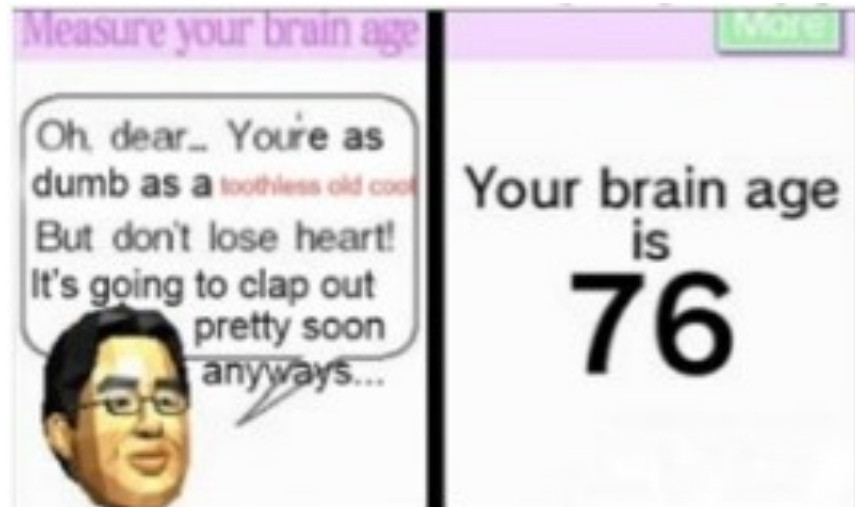 Measure your brain age
Oh, dear... You're as
dumb as a toothless old coot
But don't lose heart!
It's going to clap out
pretty soon
anyways...
More
Your brain age
is
76